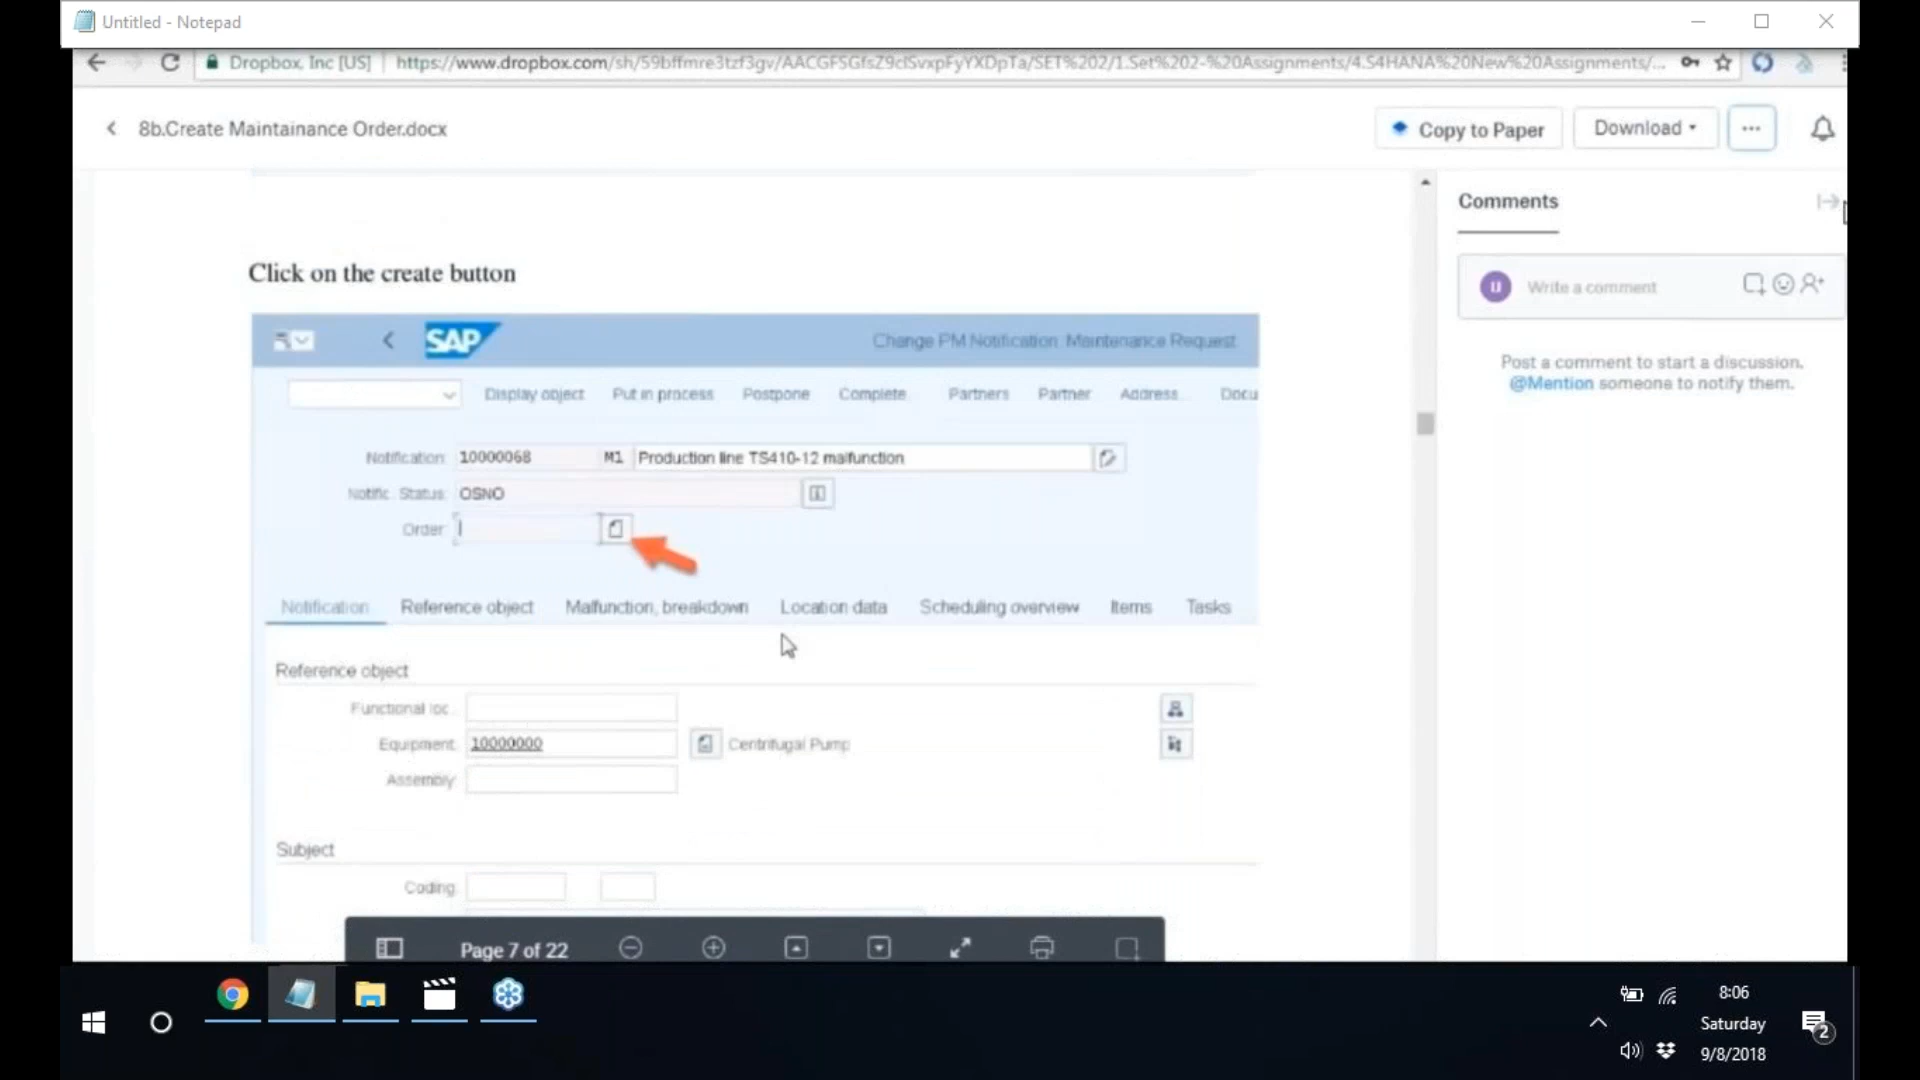 Untitled - Notepad
Dropbox, Inc [US] | https://www.dropbox.com/sh/59bffmre3tzf3gv/AACGFSGfsZ9clSvxpFyYXDpTa/SET%202/1.Set%202-%20Assignments/4.S4HANA%20New%20Assignments/...
8b.Create Maintainance Order.docx
Copy to Paper
Download
Comments
Write a comment
Post a comment to start a discussion.
@Mention someone to notify them.
Click on the create button
SAP
Change PM Notification: Maintenance Request
Display object Put in process Postpone Complete Partners Partner Address... Docu
Notification: 10000068 M1 Production line TS410-12 malfunction
Notific. Status: OSNO
Order:
Notification Reference object Malfunction, breakdown Location data Scheduling overview Items Tasks
Reference object
Functional loc.:
Equipment: 10000000 Centrifugal Pump
Assembly:
Subject
Coding:
Page 7 of 22
8:06
Saturday
9/8/2018
2